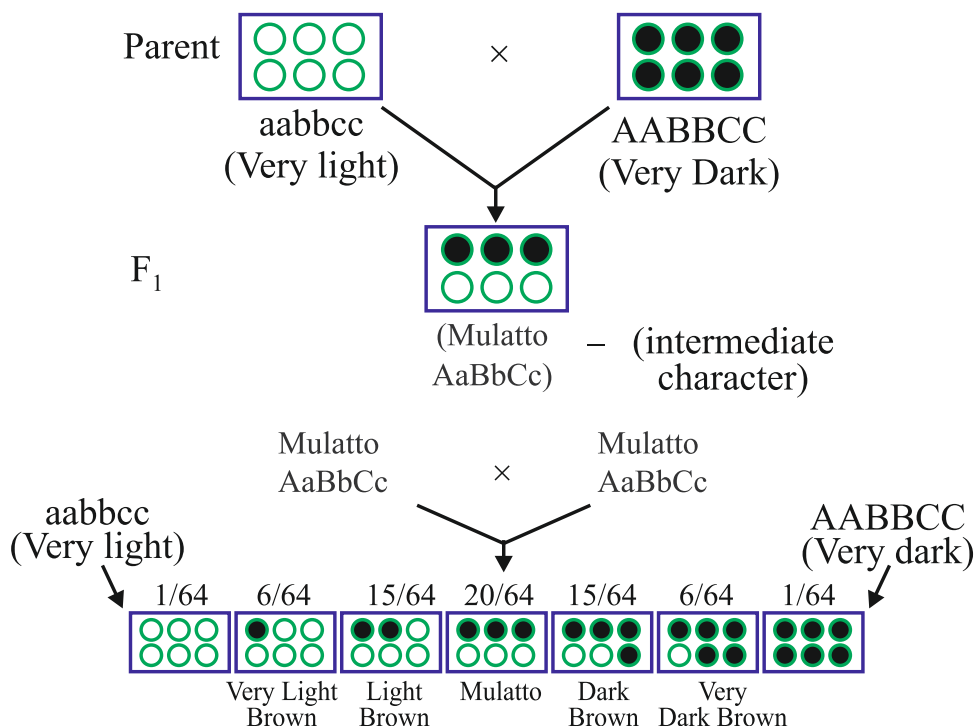 Parent
×
aabbcc
(Very light)
AABBCC
(Very Dark)
F1
(Mulatto
AaBbCc)
– (intermediate
character)
Mulatto
AaBbCc
×
Mulatto
AaBbCc
aabbcc
(Very light)
AABBCC
(Very dark)
1/64 6/64 15/64 20/64 15/64 6/64 1/64
Very Light
Brown
Light
Brown
Mulatto
Dark
Brown
Very
Dark Brown